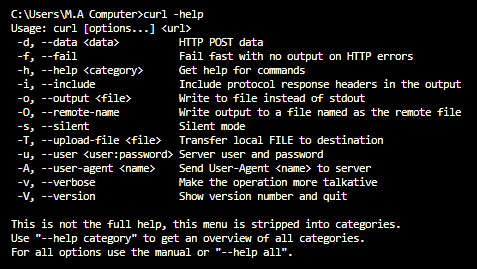 C:\Users\M.A Computer>curl -help
Usage: curl [options...] <url>
 -d, --data <data>          HTTP POST data
 -f, --fail                 Fail fast with no output on HTTP errors
 -h, --help <category>      Get help for commands
 -i, --include              Include protocol response headers in the output
 -o, --output <file>        Write to file instead of stdout
 -O, --remote-name          Write output to a file named as the remote file
 -s, --silent               Silent mode
 -T, --upload-file <file>   Transfer local FILE to destination
 -u, --user <user:password> Server user and password
 -A, --user-agent <name>    Send User-Agent <name> to server
 -v, --verbose              Make the operation more talkative
 -V, --version              Show version number and quit

This is not the full help, this menu is stripped into categories.
Use "--help category" to get an overview of all categories.
For all options use the manual or "--help all".